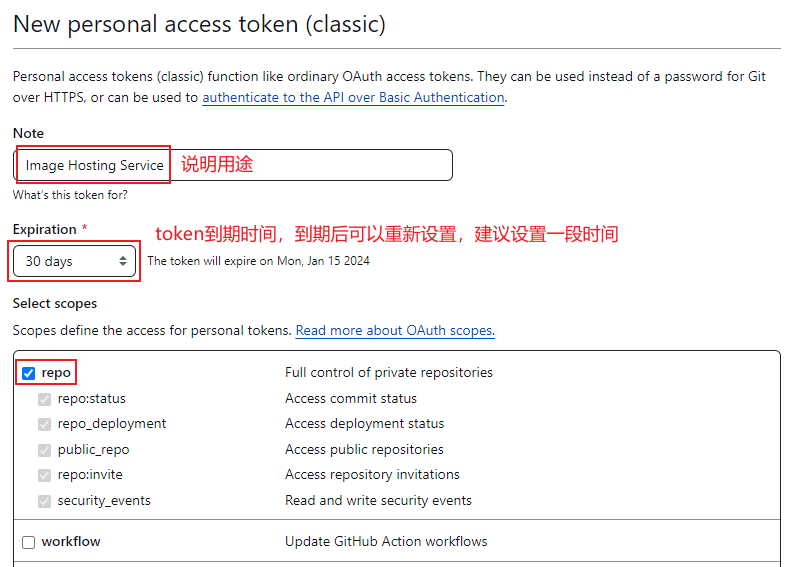 New personal access token (classic)
Personal access tokens (classic) function like ordinary OAuth access tokens. They can be used instead of a password for Git
over HTTPS, or can be used to authenticate to the API over Basic Authentication.
Note
Image Hosting Service 说明用途
What's this token for?
Expiration *
token到期时间，到期后可以重新设置，建议设置一段时间
30 days The token will expire on Mon, Jan 15 2024
Select scopes
Scopes define the access for personal tokens. Read more about OAuth scopes.
repo Full control of private repositories
repo:status Access commit status
repo_deployment Access deployment status
public_repo Access public repositories
repo:invite Access repository invitations
security_events Read and write security events
workflow Update GitHub Action workflows